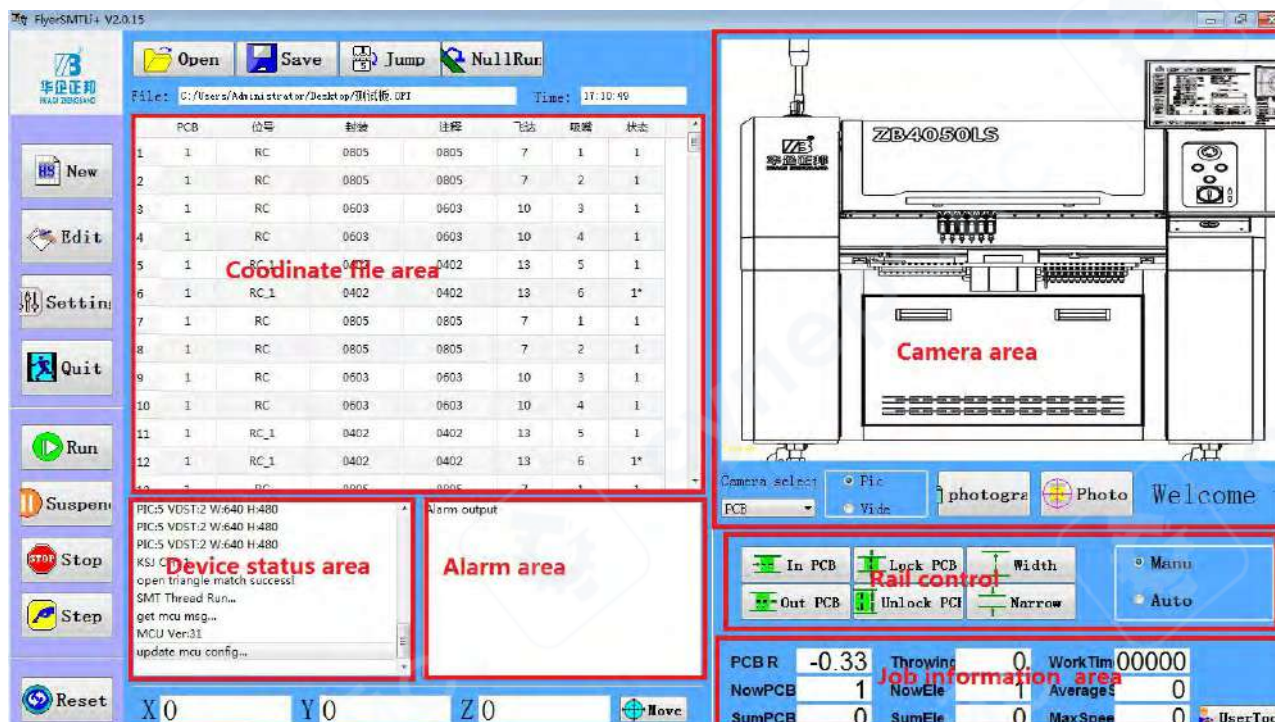 FlyerSMTLi+ V2.0.15
华企正邦
HUAQI ZHENGBANG
Open Save Jump NullRun
File: C:/Users/Administrator/Desktop/测试板.OPT Time: 17:10:49
PCB 位号 封装 注释 飞达 吸嘴 状态
1 1 RC 0805 0805 7 1 1
2 1 RC 0805 0805 7 2 1
3 1 RC 0603 0603 10 3 1
4 1 RC 0603 0603 10 4 1
5 1 RC_1 0402 0402 13 5 1
Coodinate file area
6 1 RC_1 0402 0402 13 6 1*
7 1 RC 0805 0805 7 1 1
8 1 RC 0805 0805 7 2 1
9 1 RC 0603 0603 10 3 1
10 1 RC 0603 0603 10 4 1
11 1 RC_1 0402 0402 13 5 1
12 1 RC_1 0402 0402 13 6 1*
New
Edit
Settin
Quit
Run
Suspen
Stop
Step
Reset
PIC:5 VDST:2 W:640 H:480
PIC:5 VDST:2 W:640 H:480
PIC:5 VDST:2 W:640 H:480
Device status area
open triangle match success!
SMT Thread Run...
get mcu msg...
MCU Ver:31
update mcu config...
Alarm output
Alarm area
X 0 Y 0 Z 0 Move
ZB4050LS
华企正邦
Camera area
Camera select
PCB
Pic
Vide
photogra
Photo
Welcome
In PCB Lock PCB Width
Rail control
Out PCB Unlock PCB Narrow
Manu
Auto
PCB R -0.33 Throwing 0 WorkTim 00000
Job information area
NowPCB 1 NowEle 1 AverageS 0
SumPCB 0 SumEle 0 MaxSpee 0
UserToo